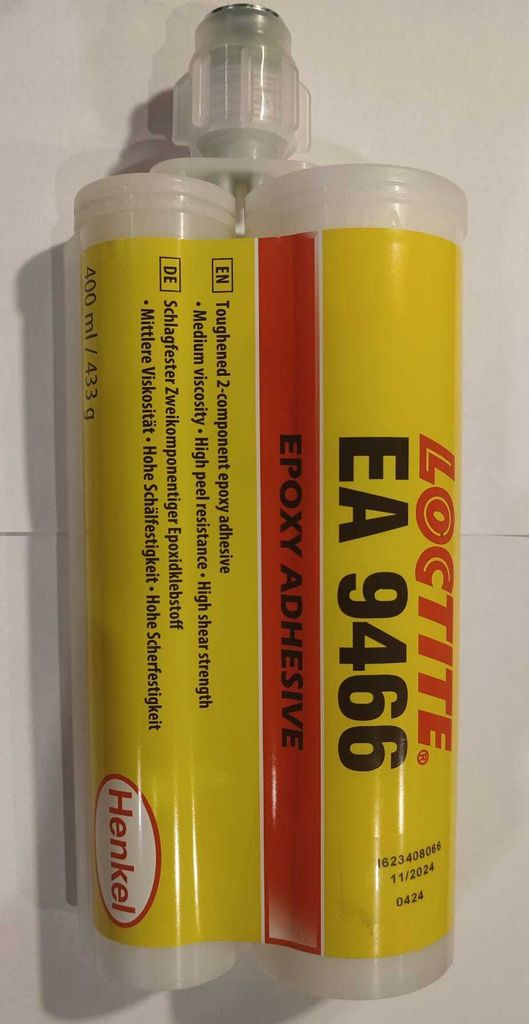 LOCTITE®
EA 9466
EPOXY ADHESIVE
EN Toughened 2-component epoxy adhesive
• Medium viscosity • High peel resistance • High shear strength
DE Schlagfester Zweikomponentiger Epoxidklebstoff
• Mittlere Viskosität • Hohe Schälfestigkeit • Hohe Scherfestigkeit
400 ml / 433 g
Henkel
1623408066
11/2024
0424